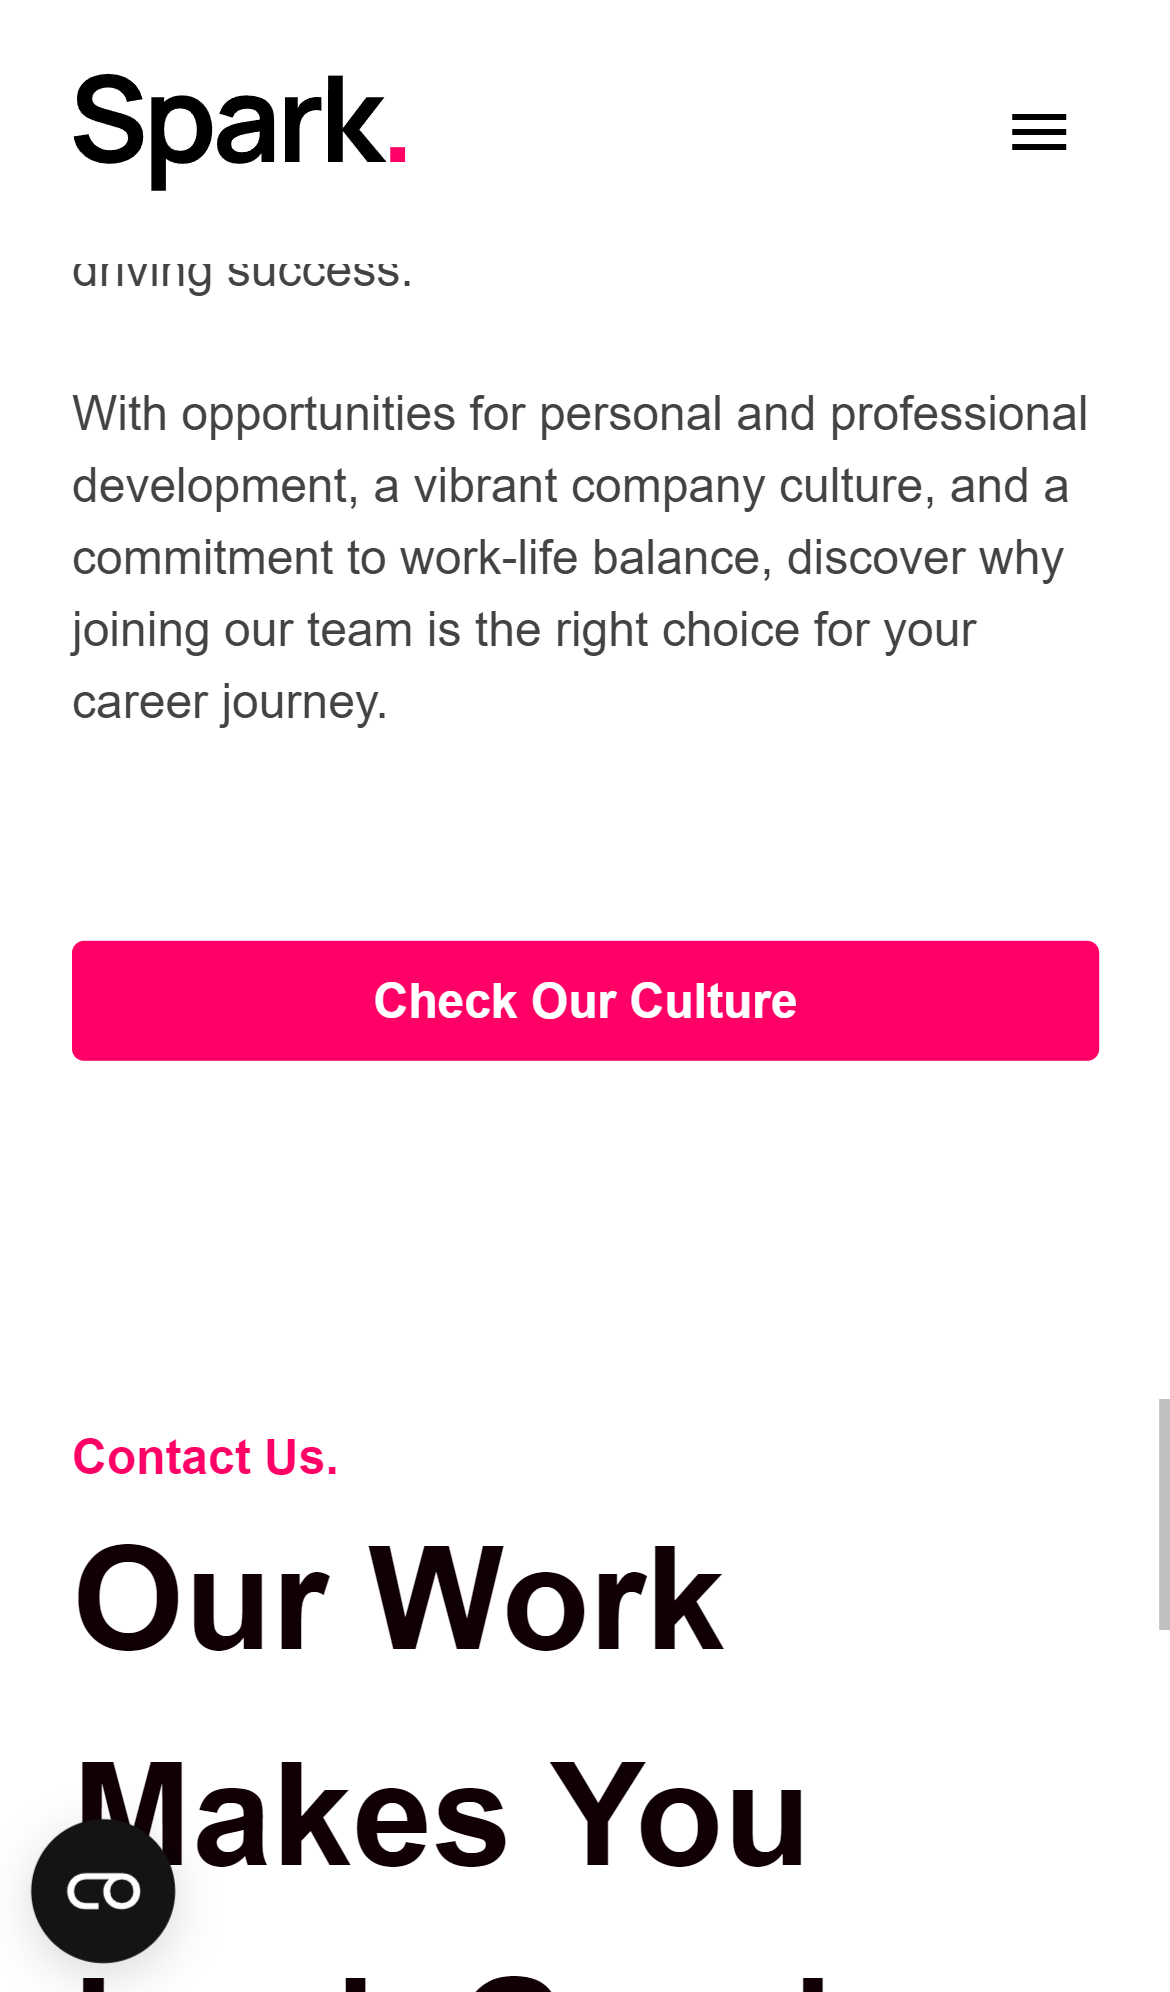 Spark.
driving success.
With opportunities for personal and professional
development, a vibrant company culture, and a
commitment to work-life balance, discover why
joining our team is the right choice for your
career journey.
Check Our Culture
Contact Us.
Our Work
Makes You